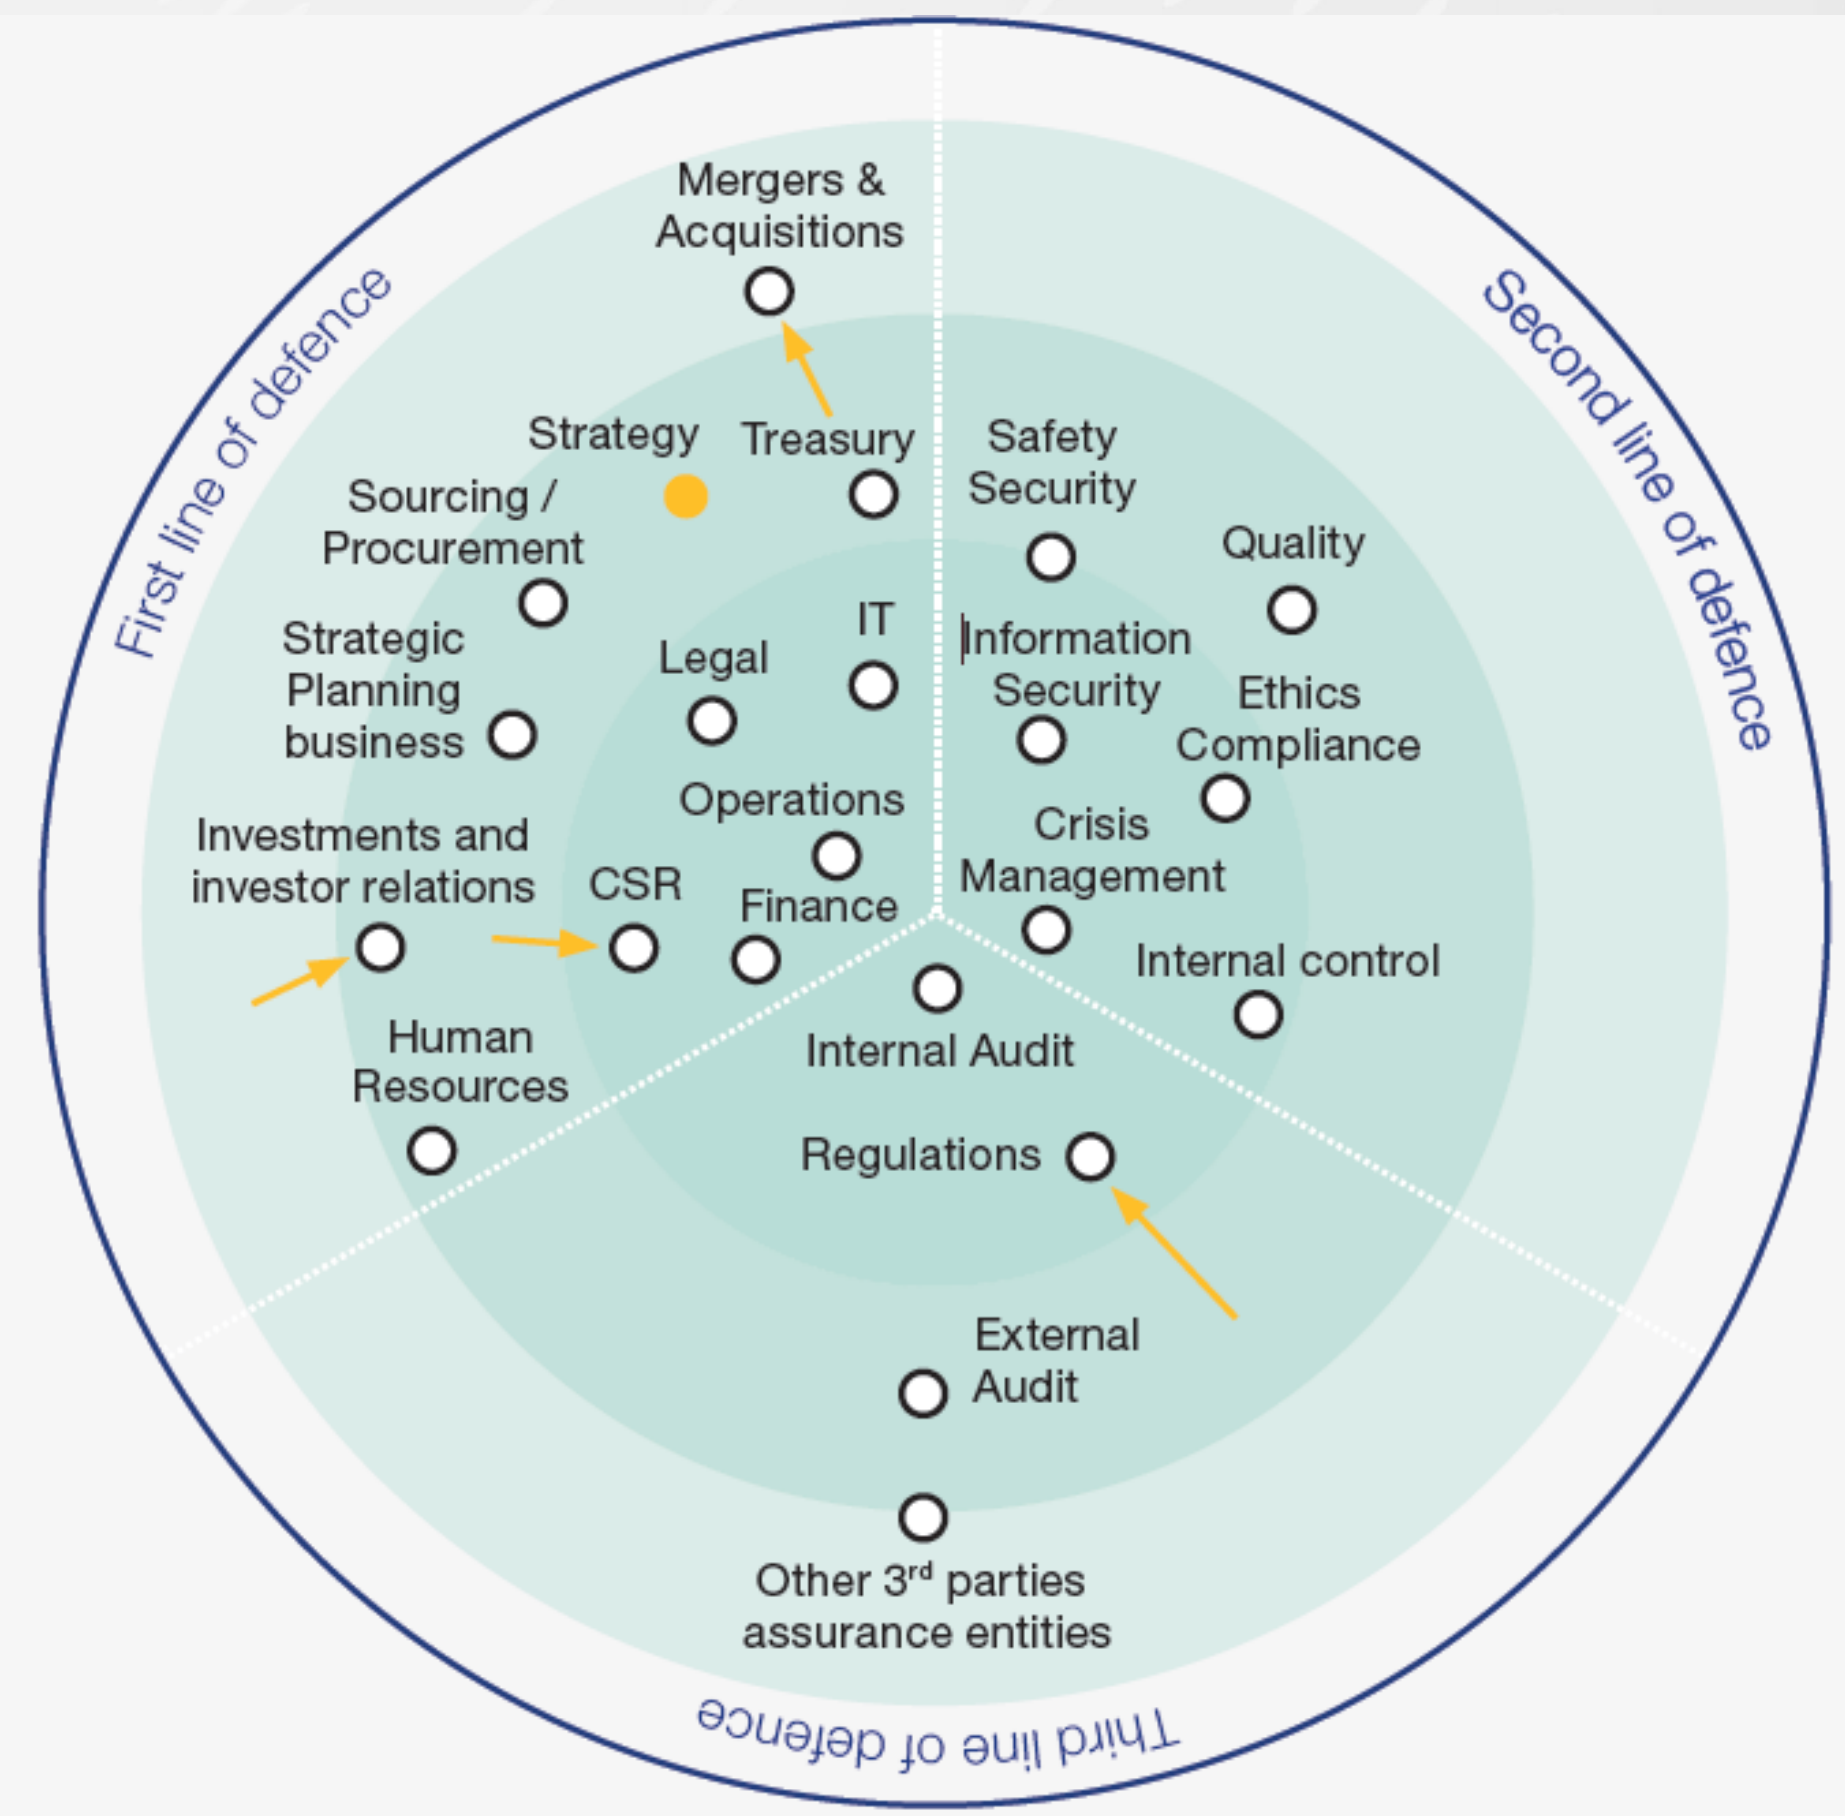 First line of defence
Mergers &
Acquisitions
Strategy
Treasury
Sourcing /
Procurement
Strategic
Planning
business
Legal
IT
Operations
Investments and
investor relations
CSR
Finance
Human
Resources
Second line of defence
Safety
Security
Quality
Information
Security
Ethics
Compliance
Crisis
Management
Internal control
Internal Audit
Regulations
External
Audit
Other 3rd parties
assurance entities
Third line of defence